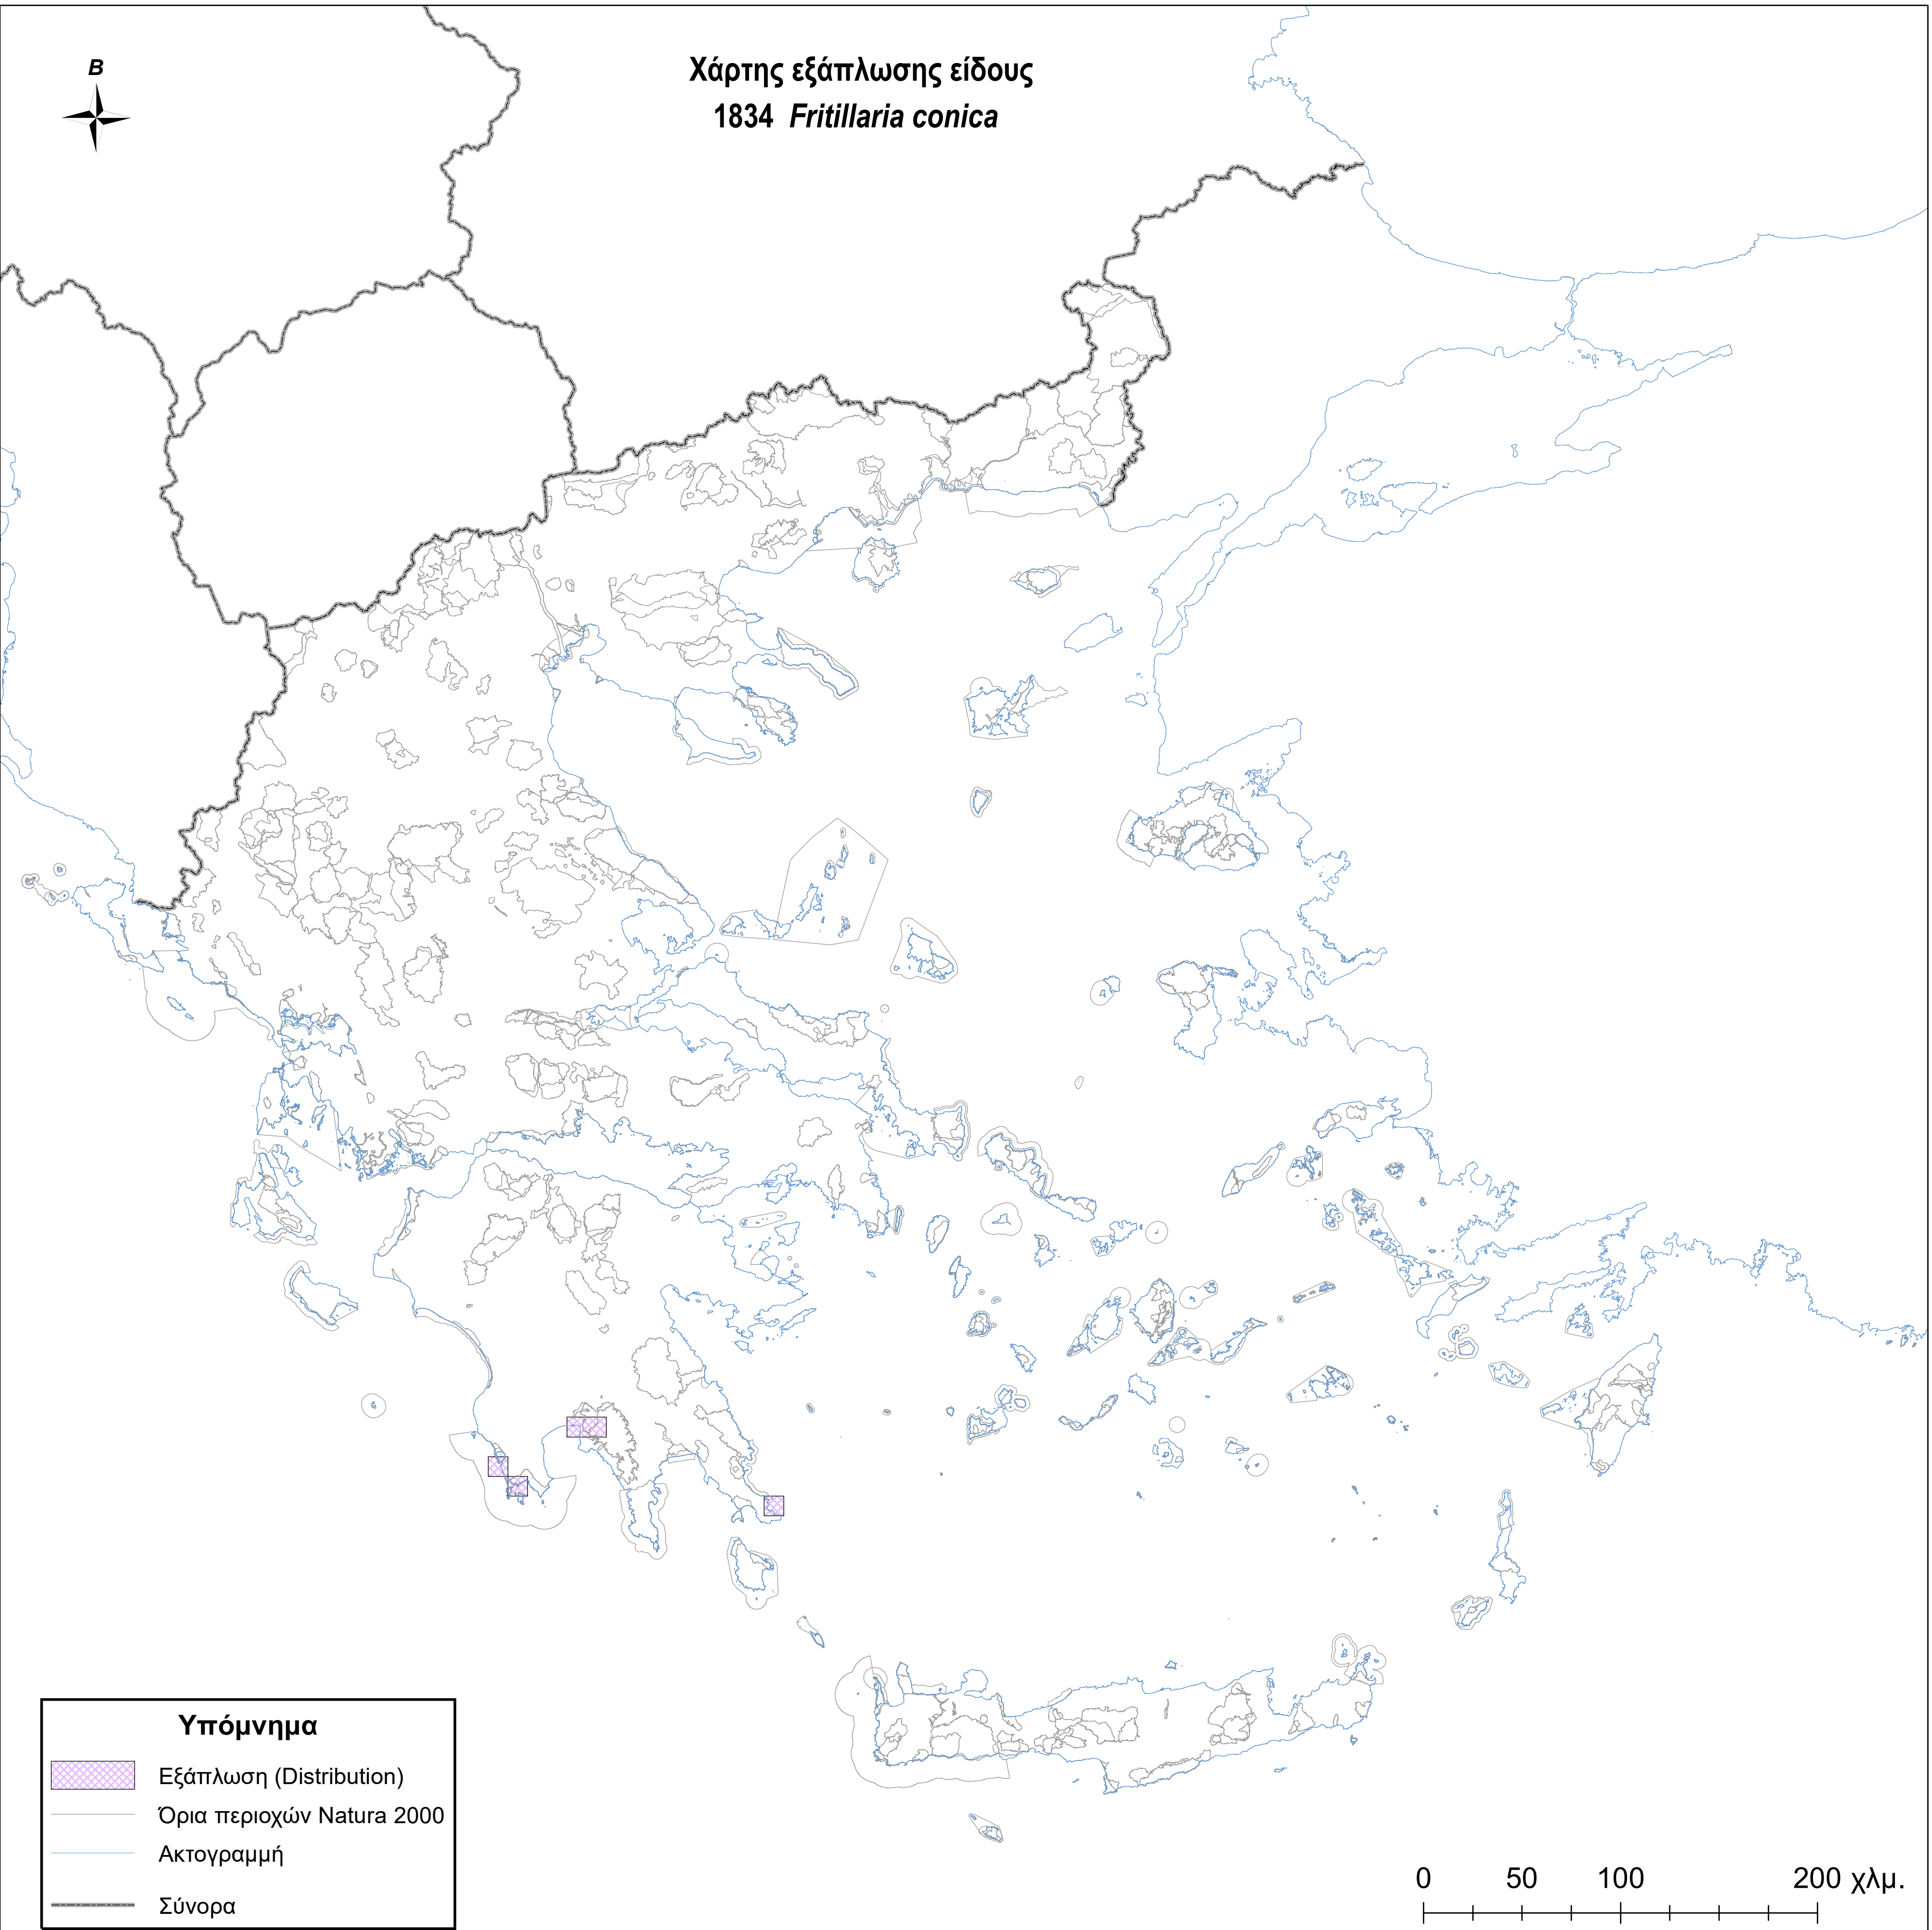 Χάρτης εξάπλωσης είδους
1834 Fritillaria conica
Β
Υπόμνημα
Εξάπλωση (Distribution)
Όρια περιοχών Natura 2000
Ακτογραμμή
Σύνορα
0 50 100 200 χλμ.